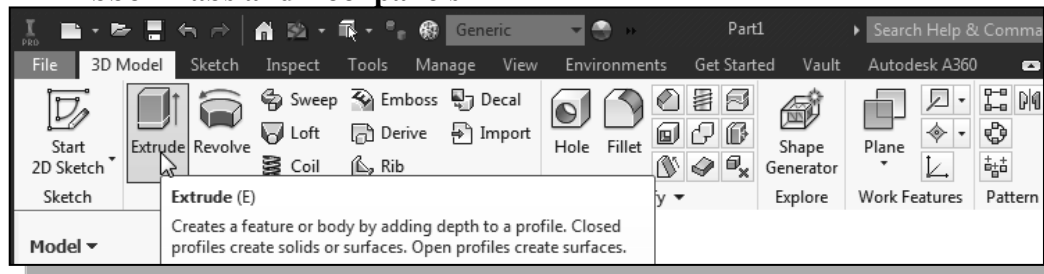 PRO Generic Part1 Search Help & Comma
File 3D Model Sketch Inspect Tools Manage View Environments Get Started Vault Autodesk A360
Sweep Emboss Decal
Start Extrude Revolve Loft Derive Import Hole Fillet Shape Plane
2D Sketch Coil Rib Generator
Sketch Explore Work Features Pattern
Extrude (E)
Creates a feature or body by adding depth to a profile. Closed
profiles create solids or surfaces. Open profiles create surfaces.
Model